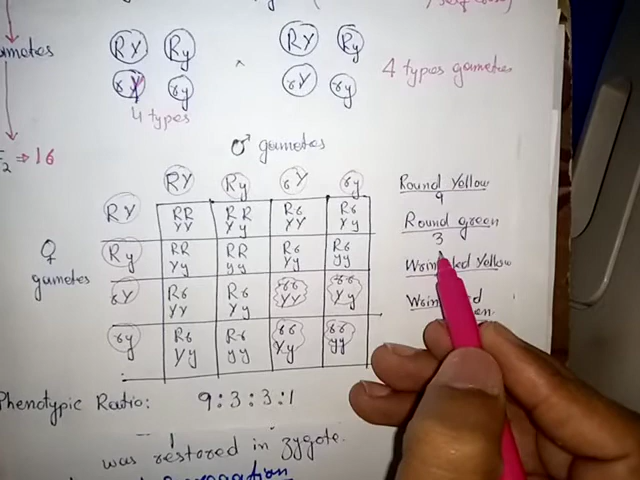 gametes
RY Ry × RY Ry
rY ry rY ry
4 types gametes
4 types
F2 ⇒ 16
♂ gametes
RY Ry rY ry
♀
gametes
RY RR YY RR Yy Rr YY Rr Yy
Ry RR Yy RR yy Rr Yy Rr yy
rY Rr YY Rr Yy rr YY rr Yy
ry Rr Yy Rr yy rr Yy rr yy
Round Yellow
9
Round green
3
Wrinkled Yellow
Phenotypic Ratio: 9:3:3:1
was restored in zygote.